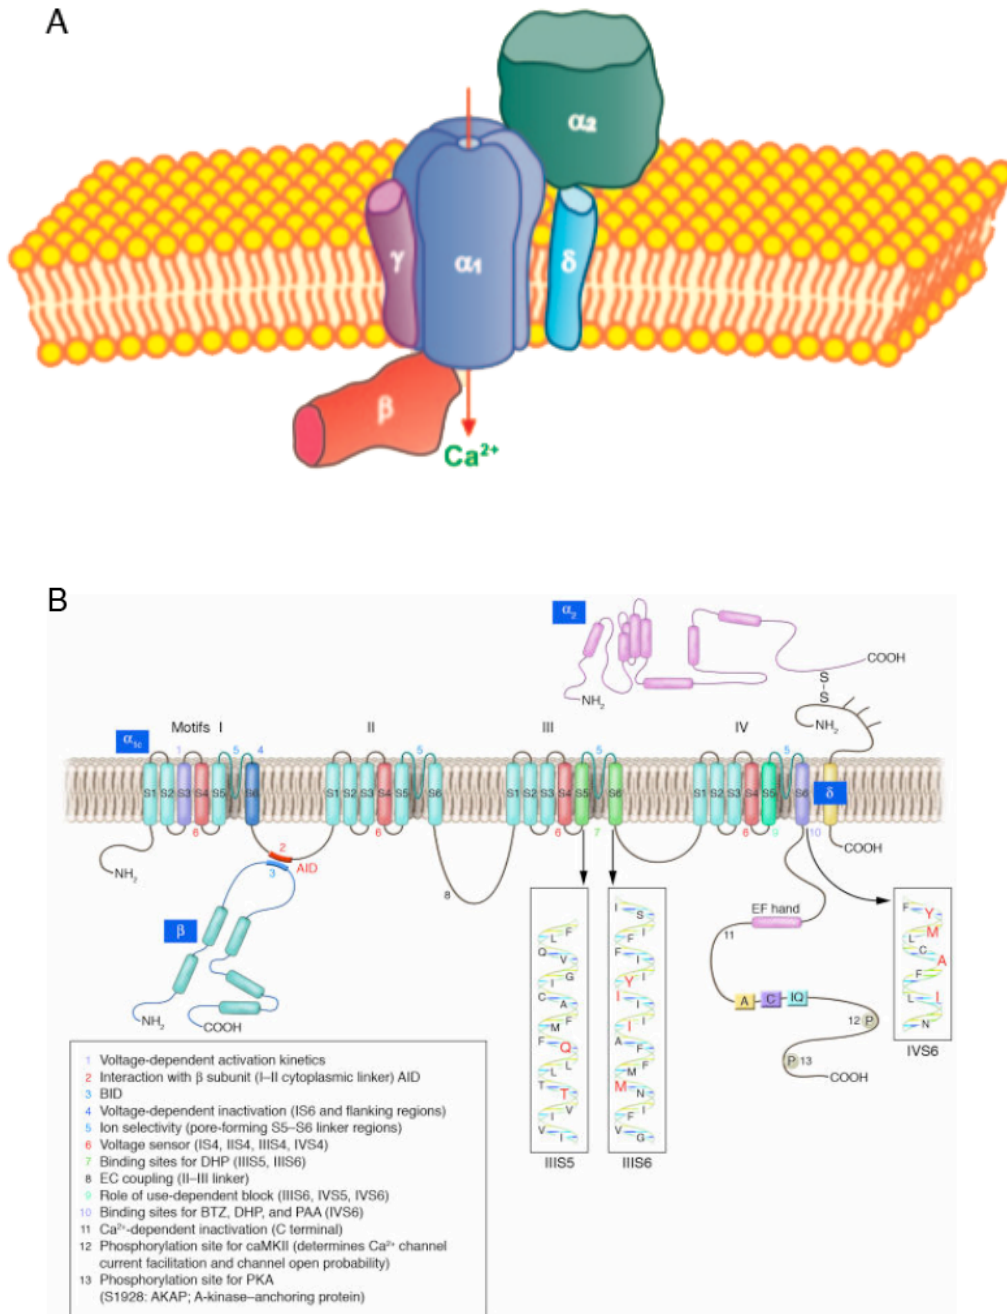 A
α₂
γ
α₁
δ
β
Ca²⁺
B
α₂
COOH
NH₂
S
S
NH₂
Motifs I
II
III
IV
α₁c
1
5
4
5
5
5
δ
S1 S2 S3 S4 S5 S6
S1 S2 S3 S4 S5 S6
S1 S2 S3 S4 S5 S6
S1 S2 S3 S4 S5 S6
6
6
6
7
6
9
10
NH₂
2
AID
3
COOH
8
β
NH₂
COOH
EF hand
11
A C IQ
12 P
P 13
COOH
F
L
Q
V
G
I
C
A
F
M
F
Q
L
L
T
T
V
I
V
I
IIIS5
I
S
F
I
F
I
Y
I
I
I
A
F
F
M
M
N
I
F
V
G
IIIS6
F
Y
M
L
C
A
F
L
I
N
IVS6
1 Voltage-dependent activation kinetics
2 Interaction with β subunit (I–II cytoplasmic linker) AID
3 BID
4 Voltage-dependent inactivation (IS6 and flanking regions)
5 Ion selectivity (pore-forming S5–S6 linker regions)
6 Voltage sensor (IS4, IIS4, IIIS4, IVS4)
7 Binding sites for DHP (IIIS5, IIIS6)
8 EC coupling (II–III linker)
9 Role of use-dependent block (IIIS6, IVS5, IVS6)
10 Binding sites for BTZ, DHP, and PAA (IVS6)
11 Ca²⁺-dependent inactivation (C terminal)
12 Phosphorylation site for caMKII (determines Ca²⁺ channel
current facilitation and channel open probability)
13 Phosphorylation site for PKA
(S1928: AKAP; A-kinase–anchoring protein)